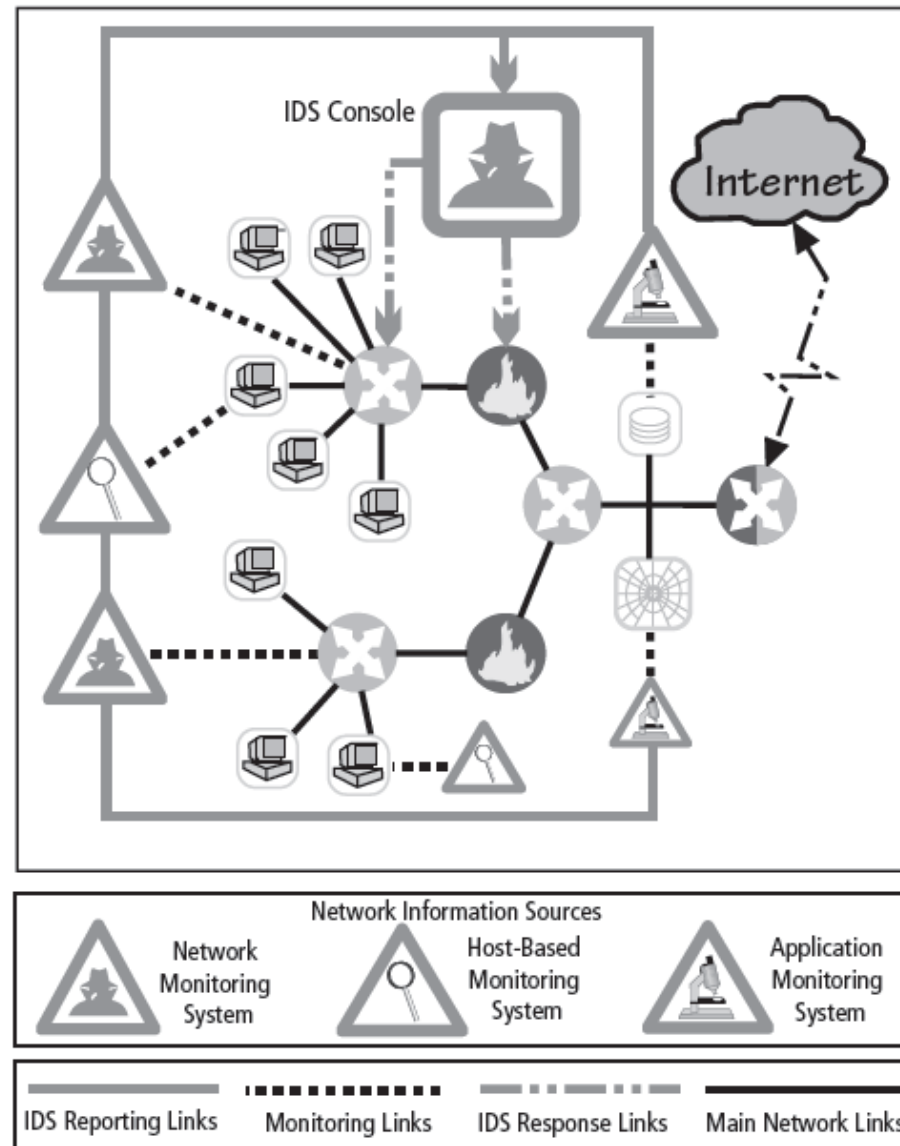 IDS Console
Internet
Network Information Sources
Network
Monitoring
System
Host-Based
Monitoring
System
Application
Monitoring
System
IDS Reporting Links
Monitoring Links
IDS Response Links
Main Network Links